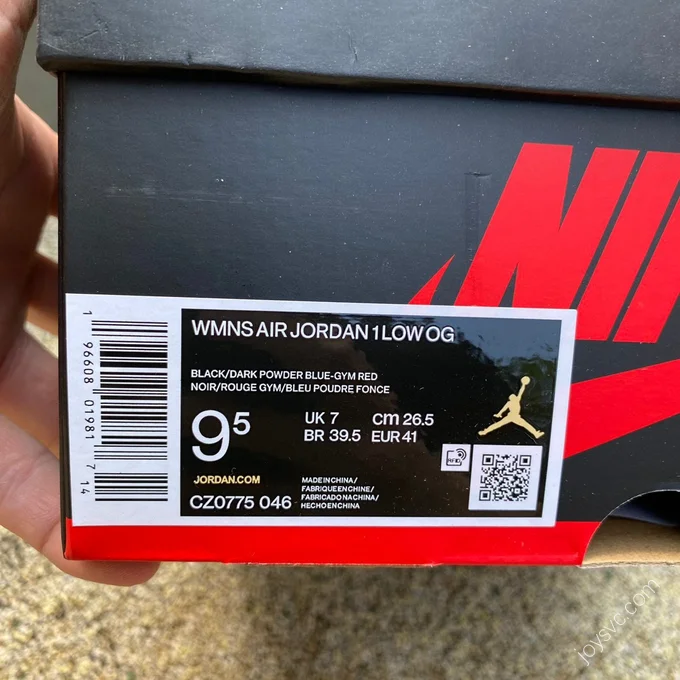 NIK
WMNS AIR JORDAN 1 LOW OG
BLACK/DARK POWDER BLUE-GYM RED
NOIR/ROUGE GYM/BLEU POUDRE FONCE
9⁵
UK 7 cm 26.5
BR 39.5 EUR 41
RFID
JORDAN.COM
CZ0775 046
MADE IN CHINA/
FABRIQUE EN CHINE/
FABRICADO NA CHINA/
HECHO EN CHINA
1 96608 01981 7 14
joysvc.com